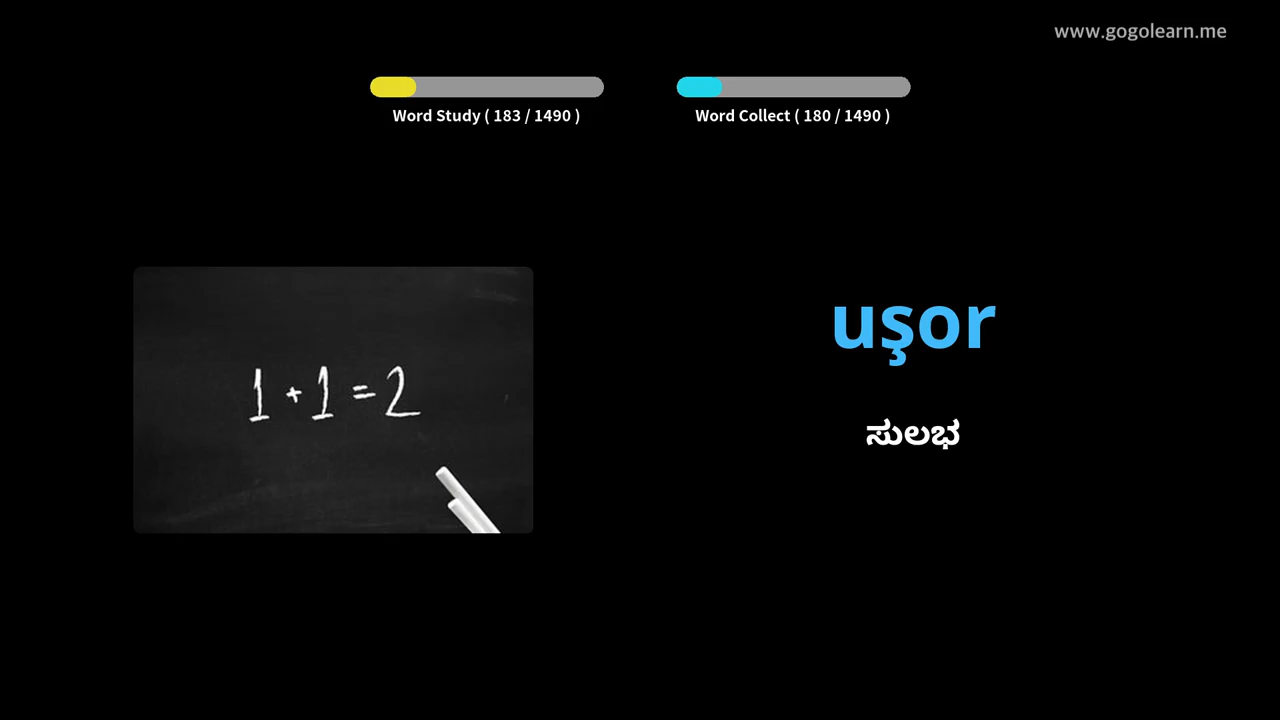 www.gogolearn.me
Word Study ( 183 / 1490 )
Word Collect ( 180 / 1490 )
1 + 1 = 2
uşor
ಸುಲಭ